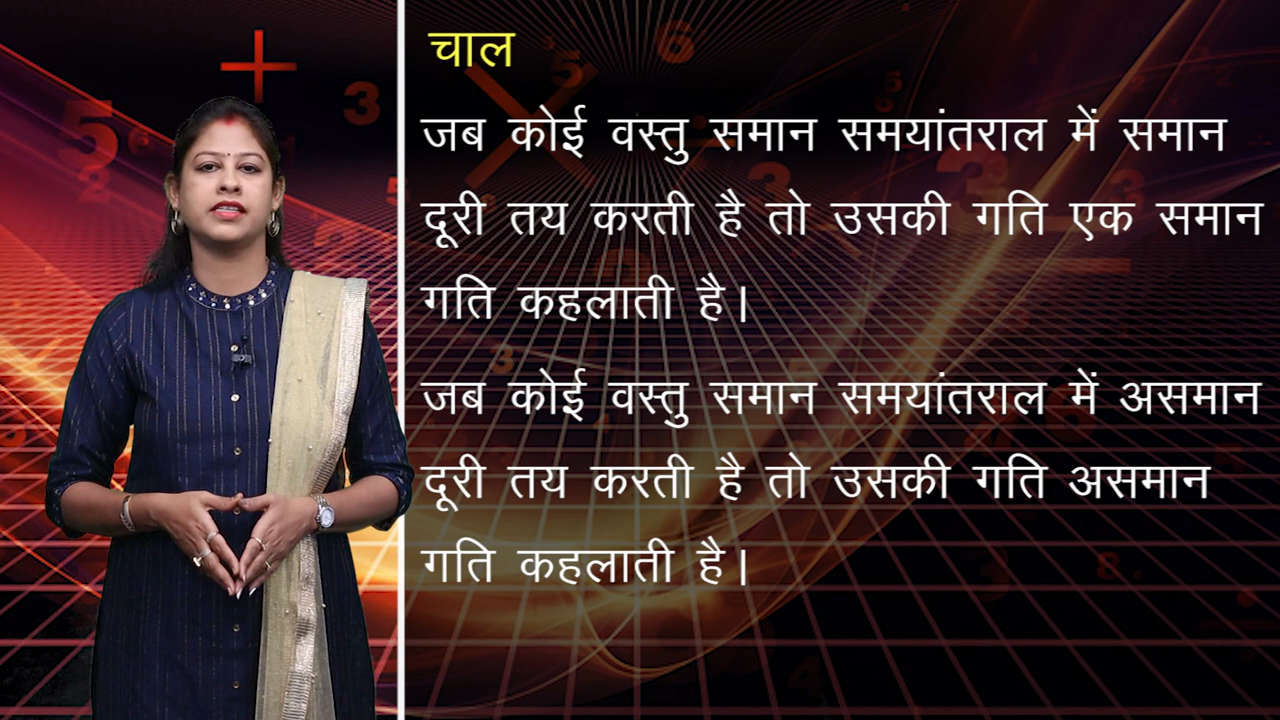 चाल
जब कोई वस्तु समान समयांतराल में समान
दूरी तय करती है तो उसकी गति एक समान
गति कहलाती है।
जब कोई वस्तु समान समयांतराल में असमान
दूरी तय करती है तो उसकी गति असमान
गति कहलाती है।